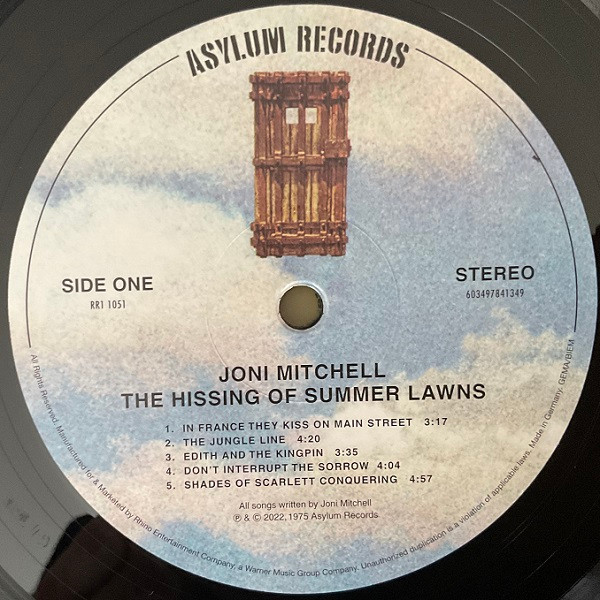 ASYLUM RECORDS
SIDE ONE
RR1 1051
STEREO
603497841349
JONI MITCHELL
THE HISSING OF SUMMER LAWNS
1. IN FRANCE THEY KISS ON MAIN STREET 3:17
2. THE JUNGLE LINE 4:20
3. EDITH AND THE KINGPIN 3:35
4. DON'T INTERRUPT THE SORROW 4:04
5. SHADES OF SCARLETT CONQUERING 4:57
All songs written by Joni Mitchell
℗ & © 2022, 1975 Asylum Records
All Rights Reserved. Manufactured for & Marketed by Rhino Entertainment Company, a Warner Music Group Company. Unauthorized duplication is a violation of applicable laws. Made in Germany. GEMA/BIEM